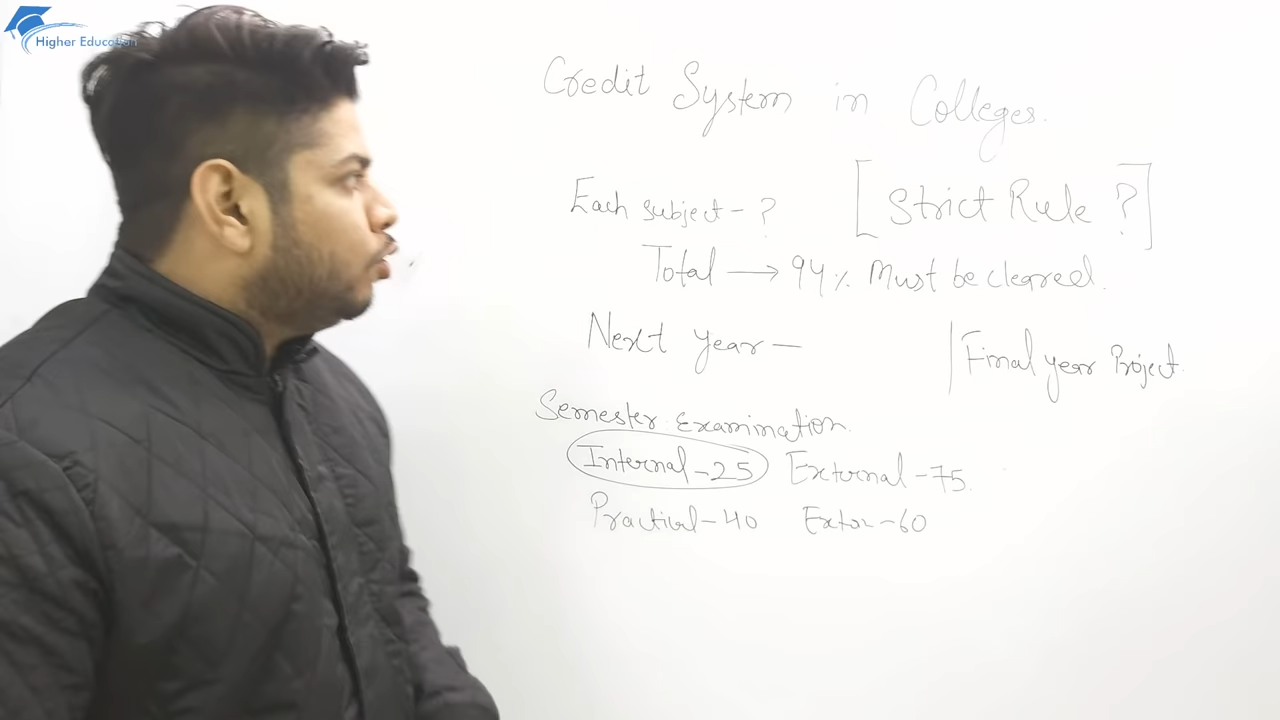 Higher Education
Credit System in Colleges.
Each subject - ?
[Strict Rule ?]
Total → 94% Must be cleared.
Next year -
Final year Project.
Semester Examination
Internal - 25 External - 75
Practical - 40 - 60